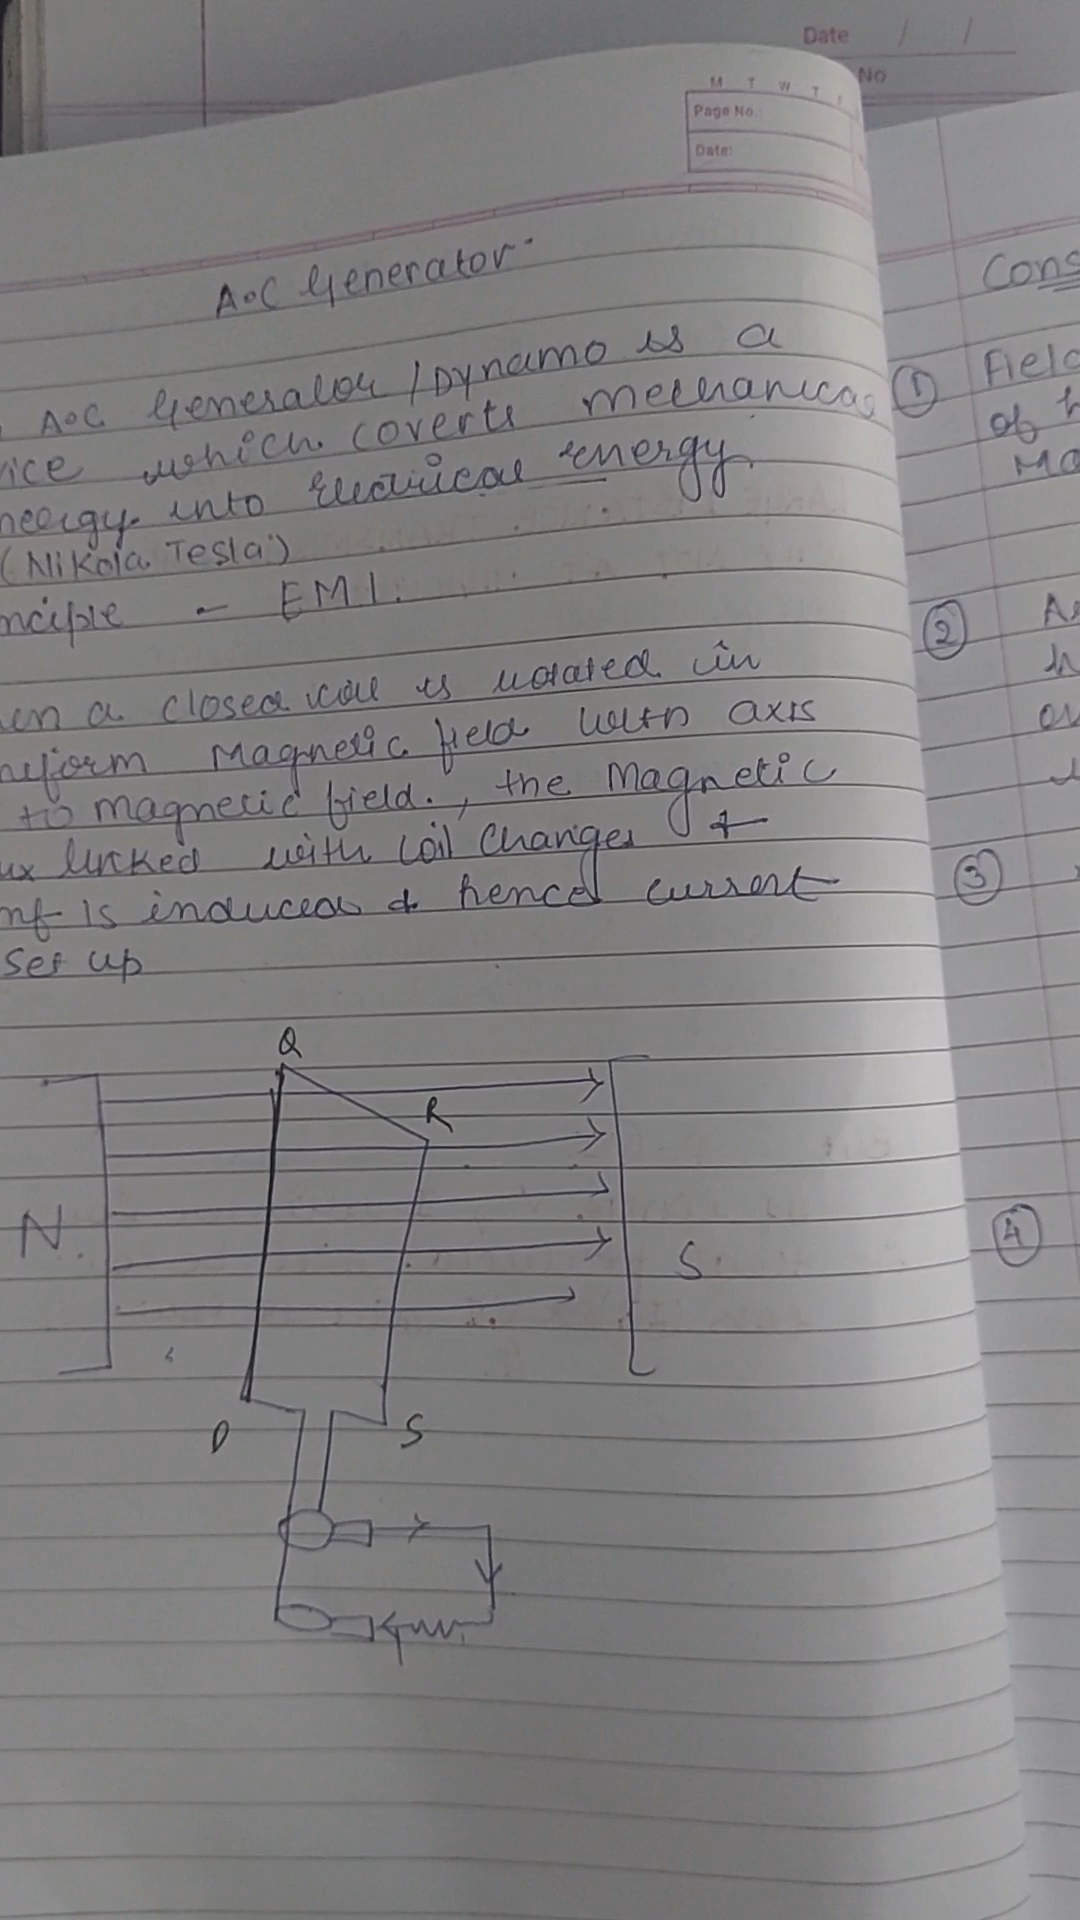 Date / /
No
M T W T F
Page No.:
Date:
A.C Generator
A.C Generator / Dynamo is a
ice which coverts mechanical
neergy into Electrical energy
(Nikola Tesla)
nciple - EMI.
en a closed coil is rotated in
niform Magnetic field with axis
to magnetic field., the Magnetic
ux linked with coil changes &
mf is induced & hence current
set up
Q
R
N.
S
P
S
Cons
① Field
of h
Ma
②
③
④